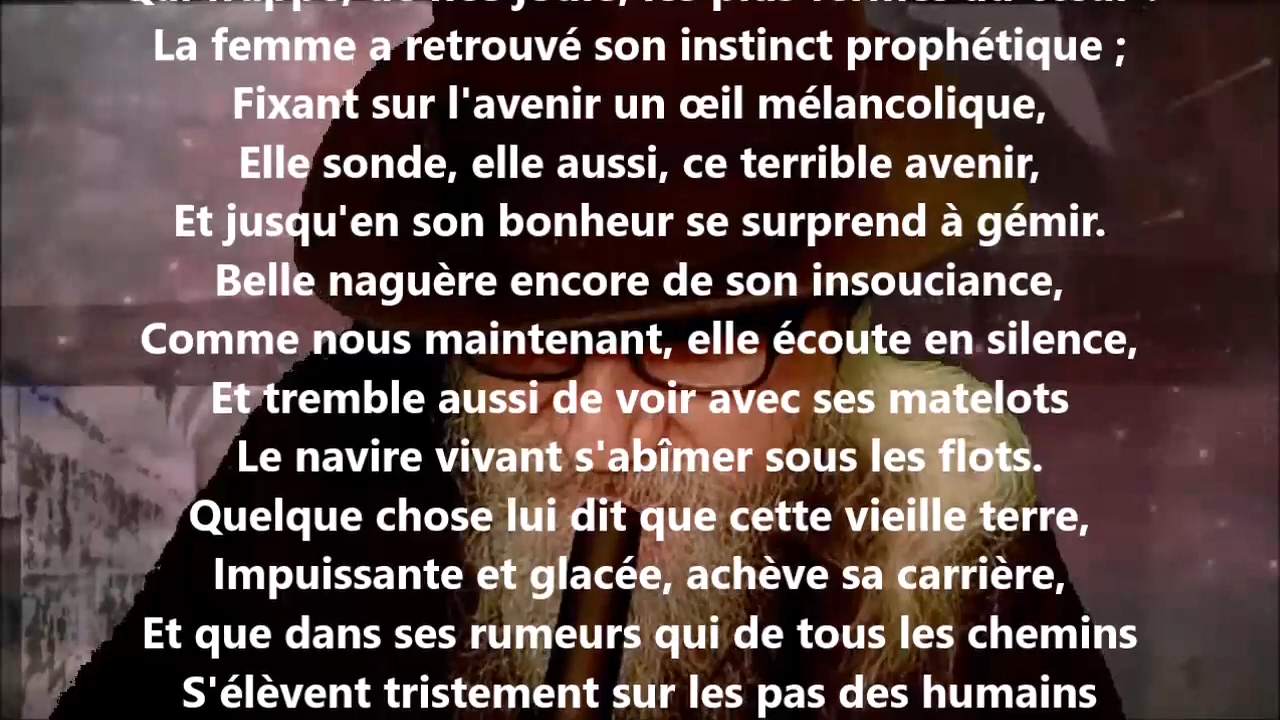 La femme a retrouvé son instinct prophétique ;
Fixant sur l'avenir un œil mélancolique,
Elle sonde, elle aussi, ce terrible avenir,
Et jusqu'en son bonheur se surprend à gémir.
Belle naguère encore de son insouciance,
Comme nous maintenant, elle écoute en silence,
Et tremble aussi de voir avec ses matelots
Le navire vivant s'abîmer sous les flots.
Quelque chose lui dit que cette vieille terre,
Impuissante et glacée, achève sa carrière,
Et que dans ses rumeurs qui de tous les chemins
S'élèvent tristement sur les pas des humains